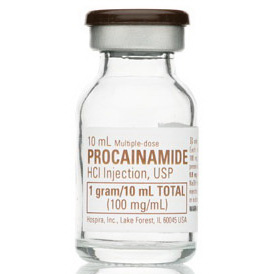 10 mL Multiple-dose
PROCAINAMIDE
HCl Injection, USP
1 gram/10 mL TOTAL
(100 mg/mL)
Hospira, Inc., Lake Forest, IL 60045 USA